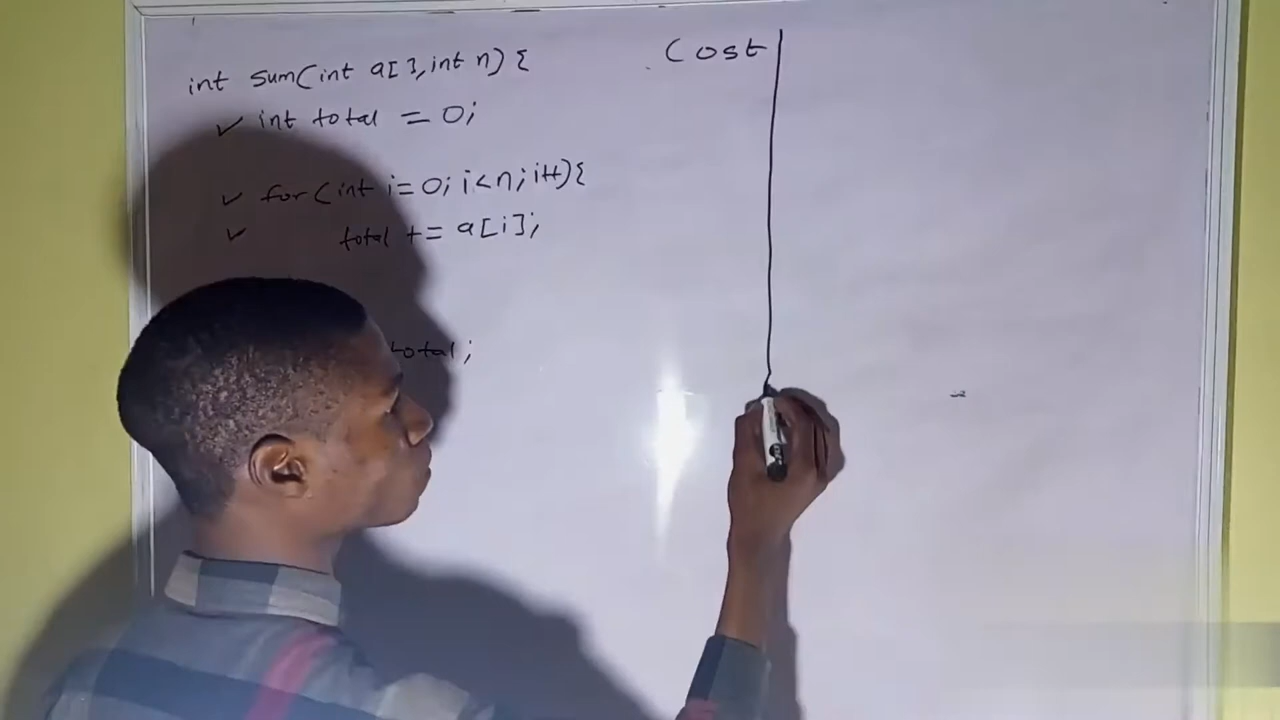 int sum(int a[], int n) {
Cost
✓ int total = 0;
✓ for(int i=0; i<n; i++){
✓ total += a[i];
total;